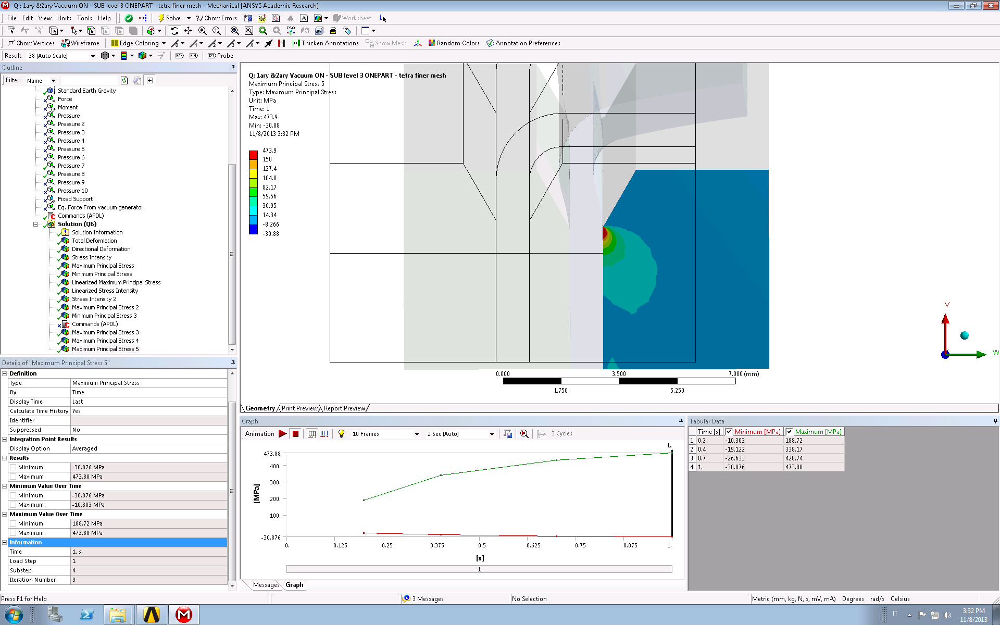 Q : 1ary &2ary Vacuum ON - SUB level 3 ONEPART - tetra finer mesh - Mechanical [ANSYS Academic Research]
File Edit View Units Tools Help Solve ?/ Show Errors Worksheet
Show Vertices Wireframe Edge Coloring Thicken Annotations Show Mesh Random Colors Annotation Preferences
Result 38 (Auto Scale) MAX MIN Probe
Outline
Filter: Name
Standard Earth Gravity
Force
Moment
Pressure
Pressure 2
Pressure 3
Pressure 4
Pressure 5
Pressure 6
Pressure 7
Pressure 8
Pressure 9
Pressure 10
Fixed Support
Eq. Force From vacuum generator
Commands (APDL)
Solution (Q6)
Solution Information
Total Deformation
Directional Deformation
Stress Intensity
Maximum Principal Stress
Minimum Principal Stress
Linearized Maximum Principal Stress
Linearized Stress Intensity
Stress Intensity 2
Maximum Principal Stress 2
Minimum Principal Stress 3
Commands (APDL)
Maximum Principal Stress 3
Maximum Principal Stress 4
Maximum Principal Stress 5
Details of "Maximum Principal Stress 5"
Definition
Type Maximum Principal Stress
By Time
Display Time Last
Calculate Time History Yes
Identifier
Suppressed No
Integration Point Results
Display Option Averaged
Results
Minimum -30.876 MPa
Maximum 473.88 MPa
Minimum Value Over Time
Minimum -30.876 MPa
Maximum -10.303 MPa
Maximum Value Over Time
Minimum 188.72 MPa
Maximum 473.88 MPa
Information
Time 1. s
Load Step 1
Substep 4
Iteration Number 9
Q: 1ary &2ary Vacuum ON - SUB level 3 ONEPART - tetra finer mesh
Maximum Principal Stress 5
Type: Maximum Principal Stress
Unit: MPa
Time: 1
Max: 473.9
Min: -30.88
11/8/2013 3:32 PM
473.9
150
127.4
104.8
82.17
59.56
36.95
14.34
-8.266
-30.88
V
W
0.000 3.500 7.000 (mm)
1.750 5.250
Geometry Print Preview Report Preview
Graph
Animation 10 Frames 2 Sec (Auto) 3 Cycles
1.
473.88
400.
300.
200.
100.
-30.876
[MPa]
0. 0.125 0.25 0.375 0.5 0.625 0.75 0.875 1.
[s]
1
Messages Graph
Tabular Data
Time [s] Minimum [MPa] Maximum [MPa]
1 0.2 -10.303 188.72
2 0.4 -19.122 338.17
3 0.7 -26.633 428.74
4 1. -30.876 473.88
Press F1 for Help 3 Messages No Selection Metric (mm, kg, N, s, mV, mA) Degrees rad/s Celsius
IT 3:32 PM
11/8/2013